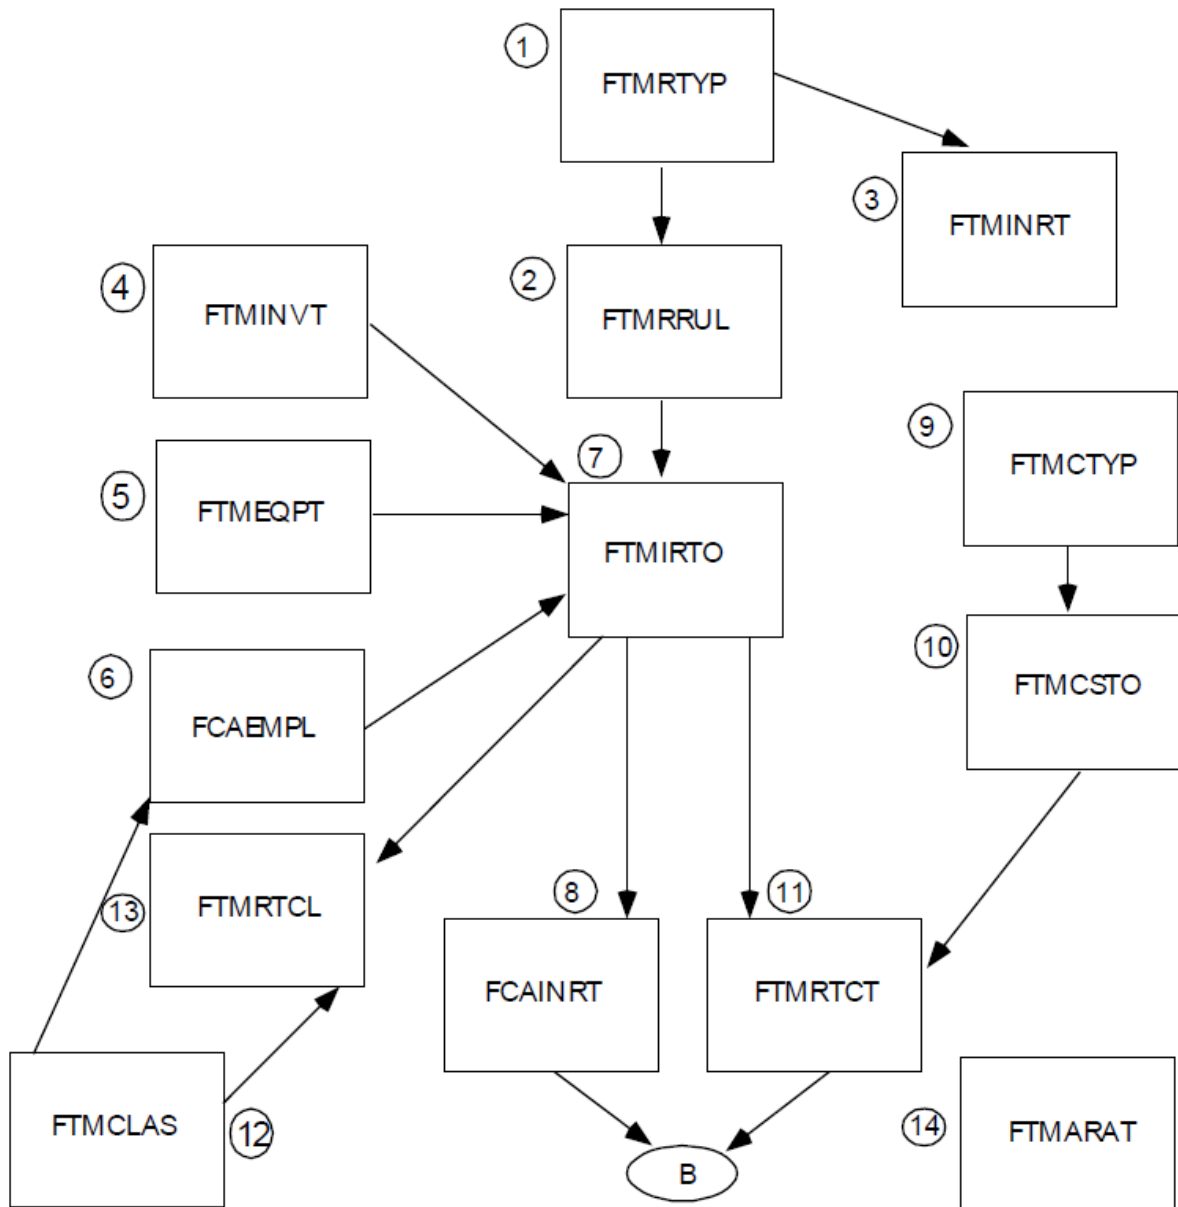 1
FTMRTYP
3
FTMINRT
4
FTMINVT
2
FTMRRUL
9
FTMCTYP
5
FTMEQPT
7
FTMIRTO
6
FCAEMPL
10
FTMCSTO
13
FTMRTCL
8
FCAINRT
11
FTMRTCT
FTMCLAS
12
B
14
FTMARAT